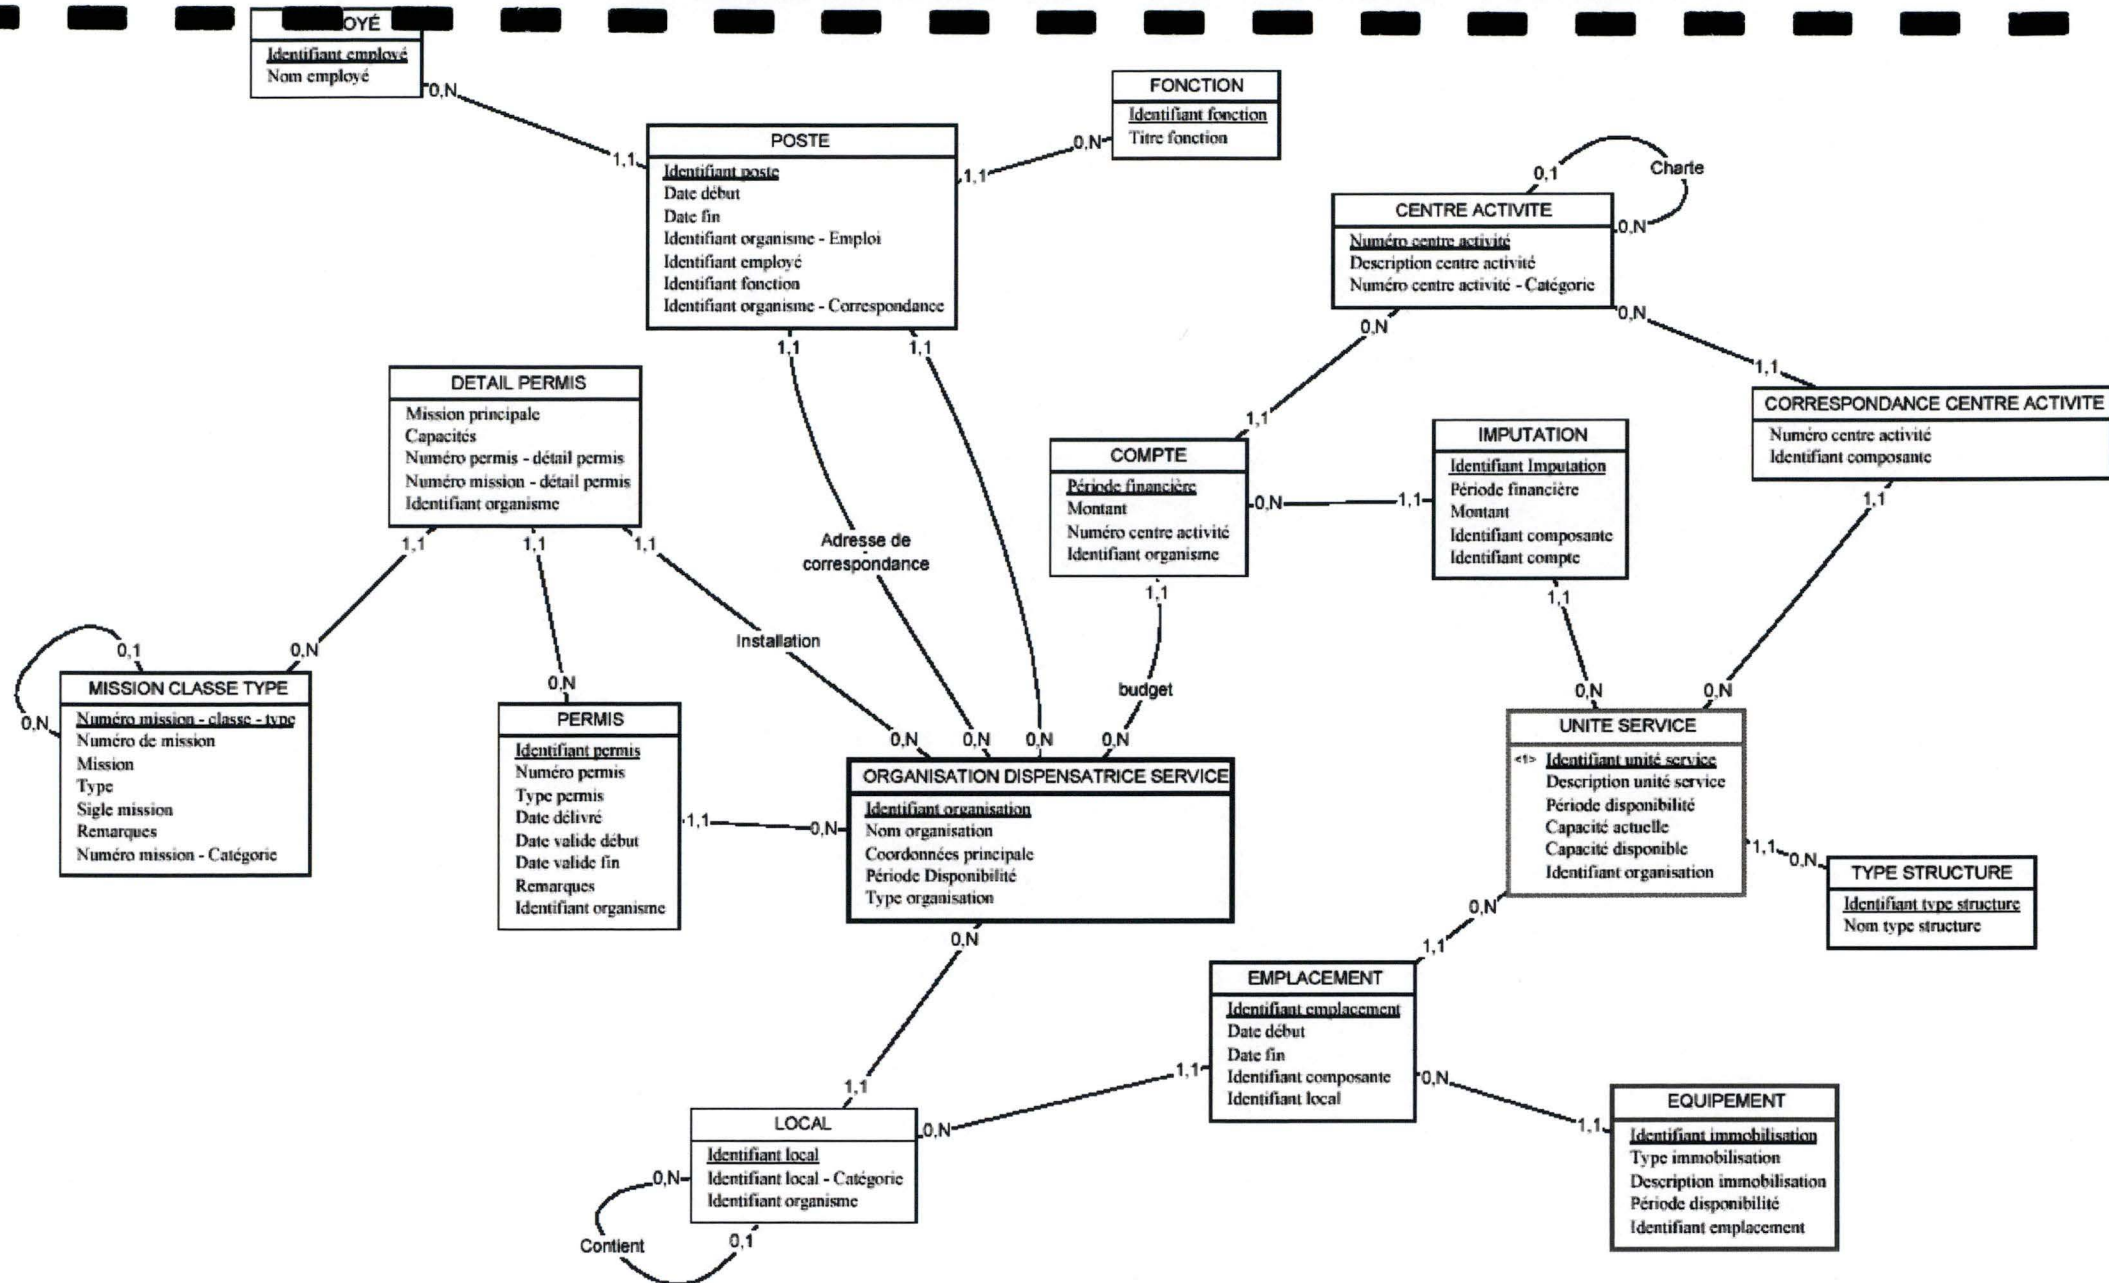 OYÉ
Identifiant employé
Nom employé
0,N
1,1
FONCTION
Identifiant fonction
Titre fonction
0,N
1,1
POSTE
Identifiant poste
Date début
Date fin
Identifiant organisme - Emploi
Identifiant employé
Identifiant fonction
Identifiant organisme - Correspondance
1,1
1,1
0,1
Charte
0,N
CENTRE ACTIVITE
Numéro centre activité
Description centre activité
Numéro centre activité - Catégorie
0,N
0,N
1,1
1,1
CORRESPONDANCE CENTRE ACTIVITE
Numéro centre activité
Identifiant composante
1,1
DETAIL PERMIS
Mission principale
Capacités
Numéro permis - détail permis
Numéro mission - détail permis
Identifiant organisme
1,1
1,1
1,1
COMPTE
Période financière
Montant
Numéro centre activité
Identifiant organisme
0,N
1,1
1,1
IMPUTATION
Identifiant Imputation
Période financière
Montant
Identifiant composante
Identifiant compte
1,1
Adresse de
correspondance
Installation
budget
0,1
0,N
0,N
MISSION CLASSE TYPE
Numéro mission - classe - type
Numéro de mission
Mission
Type
Sigle mission
Remarques
Numéro mission - Catégorie
0,N
PERMIS
Identifiant permis
Numéro permis
Type permis
Date délivré
Date valide début
Date valide fin
Remarques
Identifiant organisme
1,1
0,N
0,N
0,N
0,N
0,N
ORGANISATION DISPENSATRICE SERVICE
Identifiant organisation
Nom organisation
Coordonnées principale
Période Disponibilité
Type organisation
0,N
0,N
0,N
UNITE SERVICE
<1> Identifiant unité service
Description unité service
Période disponibilité
Capacité actuelle
Capacité disponible
Identifiant organisation
1,1
0,N
TYPE STRUCTURE
Identifiant type structure
Nom type structure
0,N
1,1
EMPLACEMENT
Identifiant emplacement
Date début
Date fin
Identifiant composante
Identifiant local
1,1
0,N
1,1
EQUIPEMENT
Identifiant immobilisation
Type immobilisation
Description immobilisation
Période disponibilité
Identifiant emplacement
1,1
LOCAL
Identifiant local
Identifiant local - Catégorie
Identifiant organisme
0,N
0,N
Contient
0,1